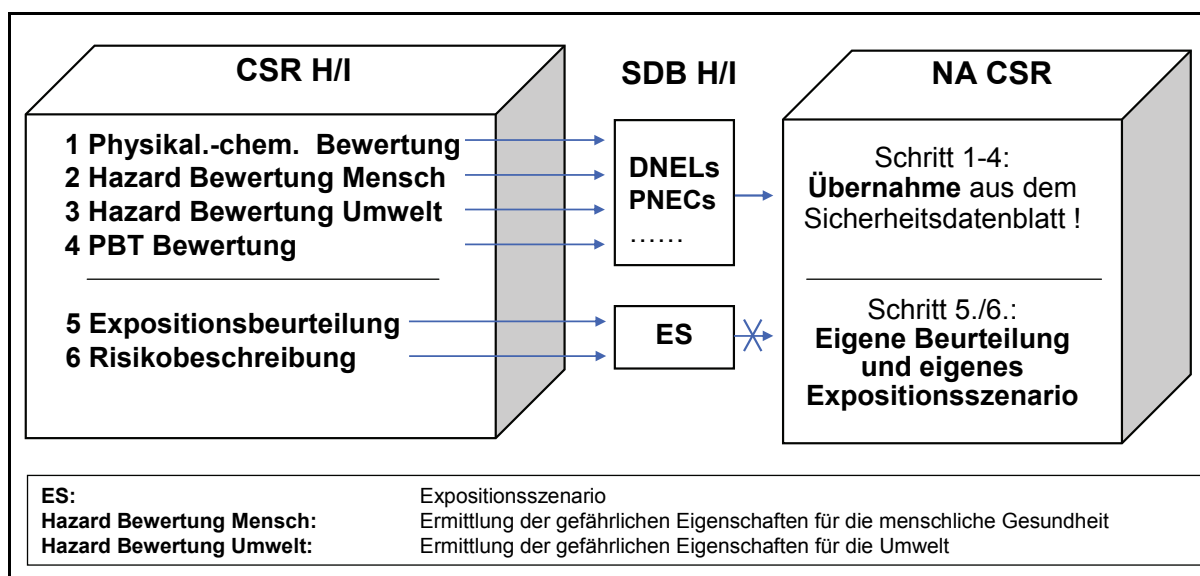 CSR H/I
1 Physikal.-chem. Bewertung
2 Hazard Bewertung Mensch
3 Hazard Bewertung Umwelt
4 PBT Bewertung
5 Expositionsbeurteilung
6 Risikobeschreibung
SDB H/I
DNELs
PNECs
......
ES
NA CSR
Schritt 1-4:
Übernahme aus dem
Sicherheitsdatenblatt !
Schritt 5./6.:
Eigene Beurteilung
und eigenes
Expositionsszenario
ES: Expositionsszenario
Hazard Bewertung Mensch: Ermittlung der gefährlichen Eigenschaften für die menschliche Gesundheit
Hazard Bewertung Umwelt: Ermittlung der gefährlichen Eigenschaften für die Umwelt